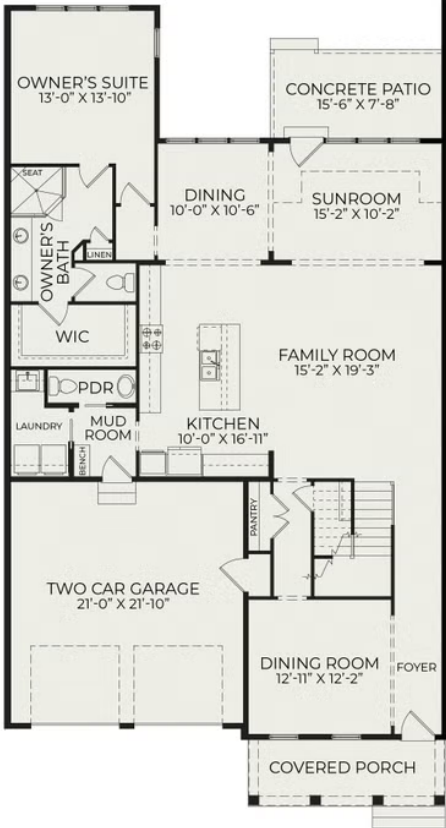 OWNER'S SUITE
13'-0" X 13'-10"
CONCRETE PATIO
15'-6" X 7'-8"
SEAT
DINING
10'-0" X 10'-6"
SUNROOM
15'-2" X 10'-2"
OWNER'S
BATH
LINEN
WIC
FAMILY ROOM
15'-2" X 19'-3"
PDR
LAUNDRY
MUD
ROOM
BENCH
KITCHEN
10'-0" X 16'-11"
PANTRY
TWO CAR GARAGE
21'-0" X 21'-10"
DINING ROOM
12'-11" X 12'-2"
FOYER
COVERED PORCH